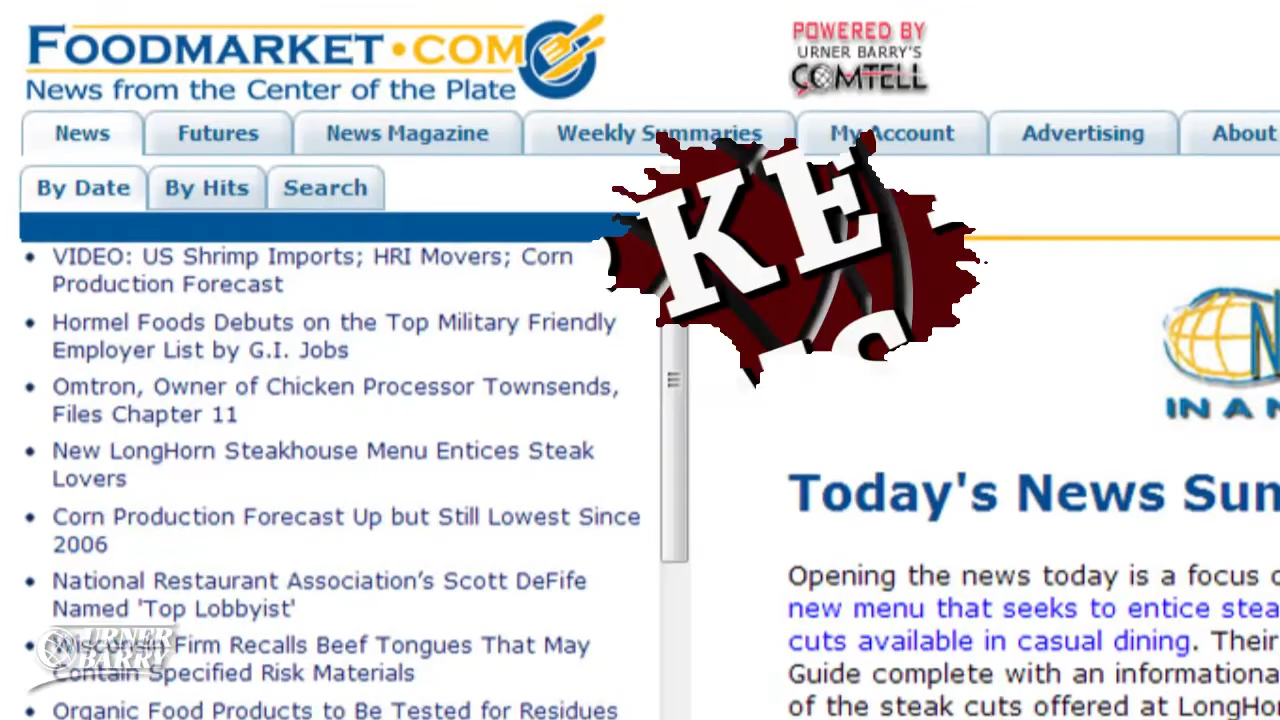 FOODMARKET•COM
News from the Center of the Plate
POWERED BY
URNER BARRY'S
COMTELL
News
Futures
News Magazine
Weekly Summaries
My Account
Advertising
About
By Date
By Hits
Search
KE
• VIDEO: US Shrimp Imports; HRI Movers; Corn
Production Forecast
• Hormel Foods Debuts on the Top Military Friendly
Employer List by G.I. Jobs
• Omtron, Owner of Chicken Processor Townsends,
Files Chapter 11
• New LongHorn Steakhouse Menu Entices Steak
Lovers
• Corn Production Forecast Up but Still Lowest Since
2006
• National Restaurant Association’s Scott DeFife
Named 'Top Lobbyist'
• Wisconsin Firm Recalls Beef Tongues That May
Contain Specified Risk Materials
• Organic Food Products to Be Tested for Residues
URNER
BARRY
N
IN A N
Today's News Sum
Opening the news today is a focus o
new menu that seeks to entice stea
cuts available in casual dining. Their
Guide complete with an informationa
of the steak cuts offered at LongHor